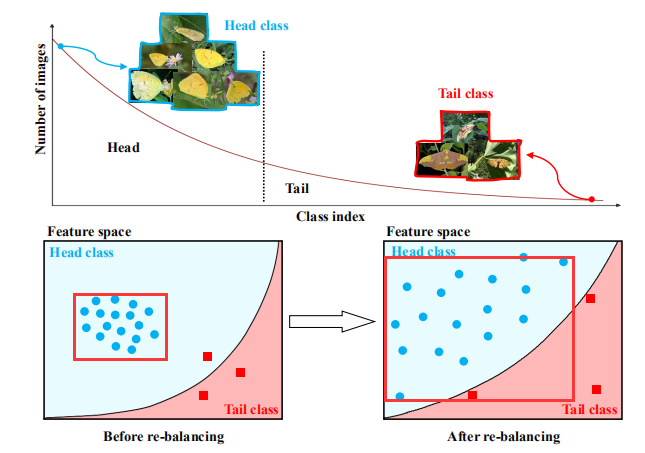 Head class
Number of images
Tail class
Head
Tail
Class index
Feature space
Head class
Tail class
Before re-balancing
Feature space
Head class
Tail class
After re-balancing